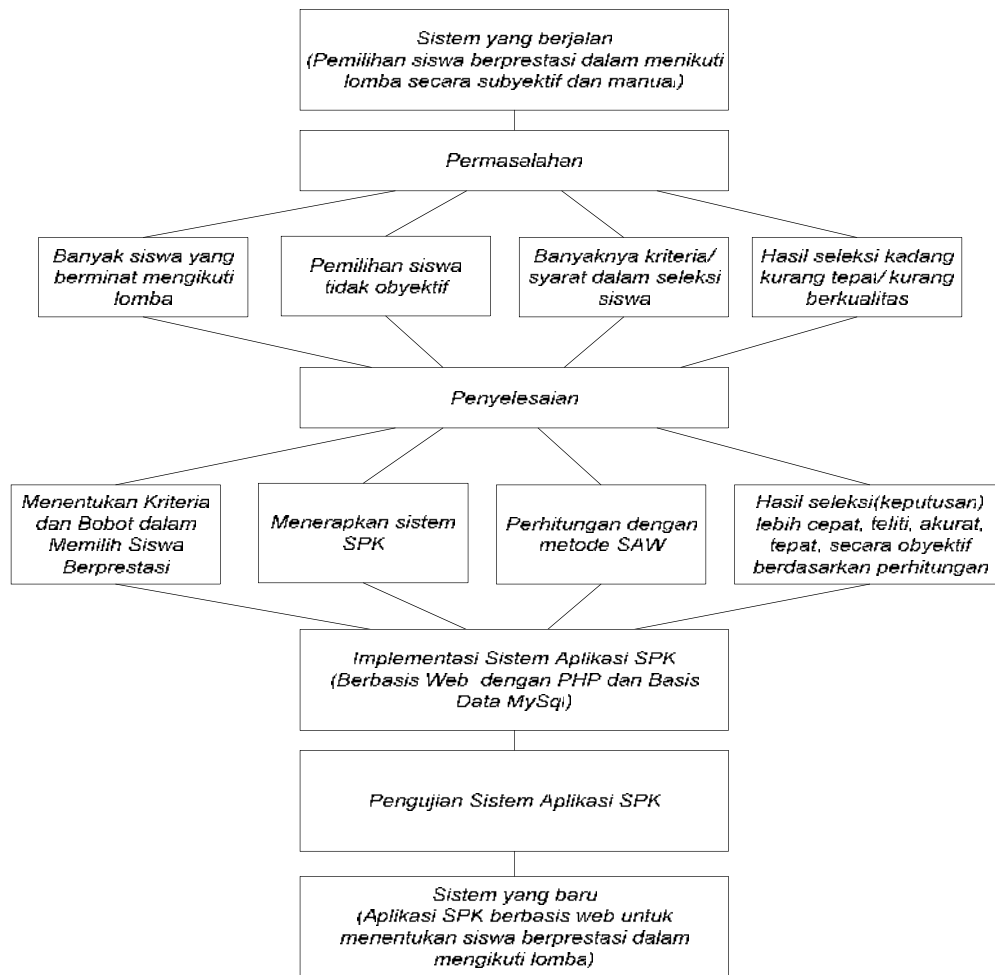 Sistem yang berjalan
(Pemilihan siswa berprestasi dalam menikuti
lomba secara subyektif dan manual)
Permasalahan
Banyak siswa yang
berminat mengikuti
lomba
Pemilihan siswa
tidak obyektif
Banyaknya kriteria/
syarat dalam seleksi
siswa
Hasil seleksi kadang
kurang tepat/ kurang
berkualitas
Penyelesaian
Menentukan Kriteria
dan Bobot dalam
Memilih Siswa
Berprestasi
Menerapkan sistem
SPK
Perhitungan dengan
metode SAW
Hasil seleksi(keputusan)
lebih cepat, teliti, akurat,
tepat, secara obyektif
berdasarkan perhitungan
Implementasi Sistem Aplikasi SPK
(Berbasis Web dengan PHP dan Basis
Data MySql)
Pengujian Sistem Aplikasi SPK
Sistem yang baru
(Aplikasi SPK berbasis web untuk
menentukan siswa berprestasi dalam
mengikuti lomba)